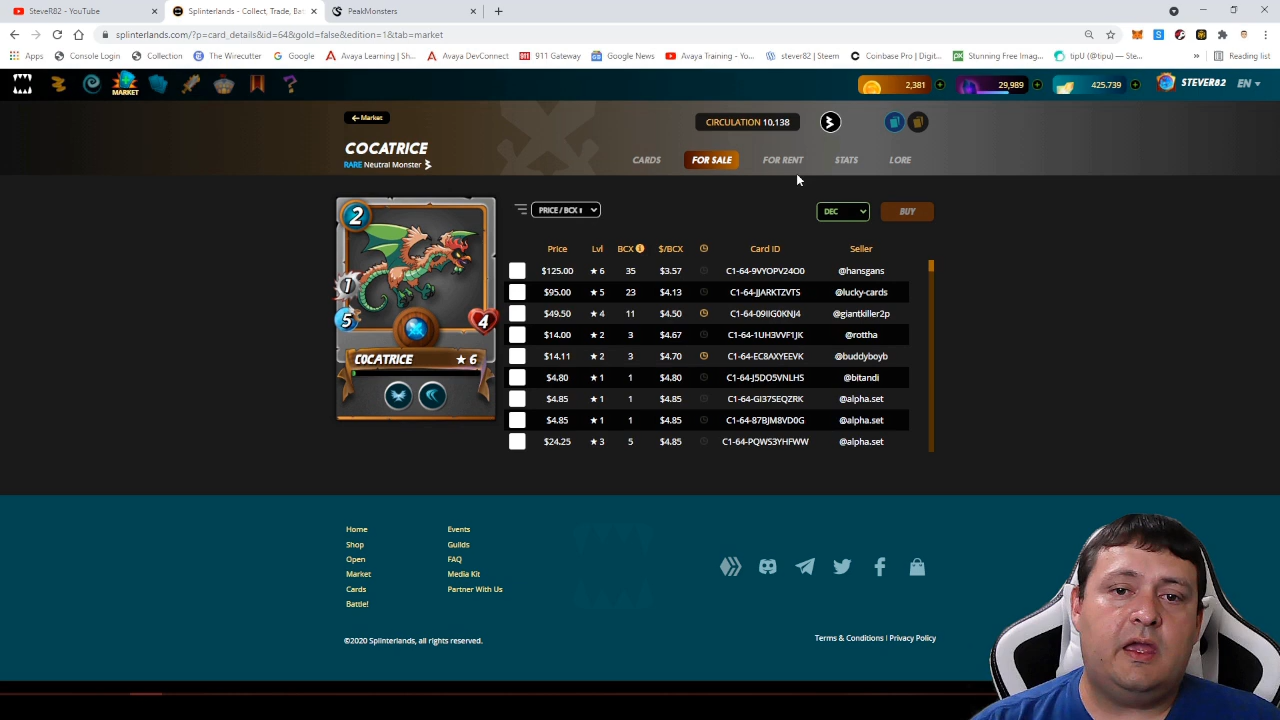 SteveR82 - YouTube
Splinterlands - Collect, Trade, Bat
PeakMonsters
splinterlands.com/?p=card_details&id=64&gold=false&edition=1&tab=market
Apps
Console Login
Collection
The Wirecutter
Google
Avaya Learning | Sh...
Avaya DevConnect
911 Gateway
Google News
Avaya Training - You...
stever82 | Steem
Coinbase Pro | Digit...
Stunning Free Imag...
tipU (@tipu) — Steem...
Reading list
MARKET
2,381
29,989
425.739
STEVER82
EN
Market
CIRCULATION 10,138
COCATRICE
RARE Neutral Monster
CARDS
FOR SALE
FOR RENT
STATS
LORE
PRICE / BCX
DEC
BUY
Price Lvl BCX $/BCX Card ID Seller
$125.00 ★ 6 35 $3.57 C1-64-9VYOPV24O0 @hansgans
$95.00 ★ 5 23 $4.13 C1-64-JJARKTZVTS @lucky-cards
$49.50 ★ 4 11 $4.50 C1-64-09IIG0KNJ4 @giantkiller2p
$14.00 ★ 2 3 $4.67 C1-64-1UH3VVF1JK @rottha
$14.11 ★ 2 3 $4.70 C1-64-EC8AXYEEVK @buddyboyb
$4.80 ★ 1 1 $4.80 C1-64-J5DO5VNLHS @bitandi
$4.85 ★ 1 1 $4.85 C1-64-GI375EQZRK @alpha.set
$4.85 ★ 1 1 $4.85 C1-64-87BJM8VD0G @alpha.set
$24.25 ★ 3 5 $4.85 C1-64-PQWS3YHFWW @alpha.set
2
1
5
4
COCATRICE ★ 6
Home
Shop
Open
Market
Cards
Battle!
Events
Guilds
FAQ
Media Kit
Partner With Us
©2020 Splinterlands, all rights reserved.
Terms & Conditions | Privacy Policy